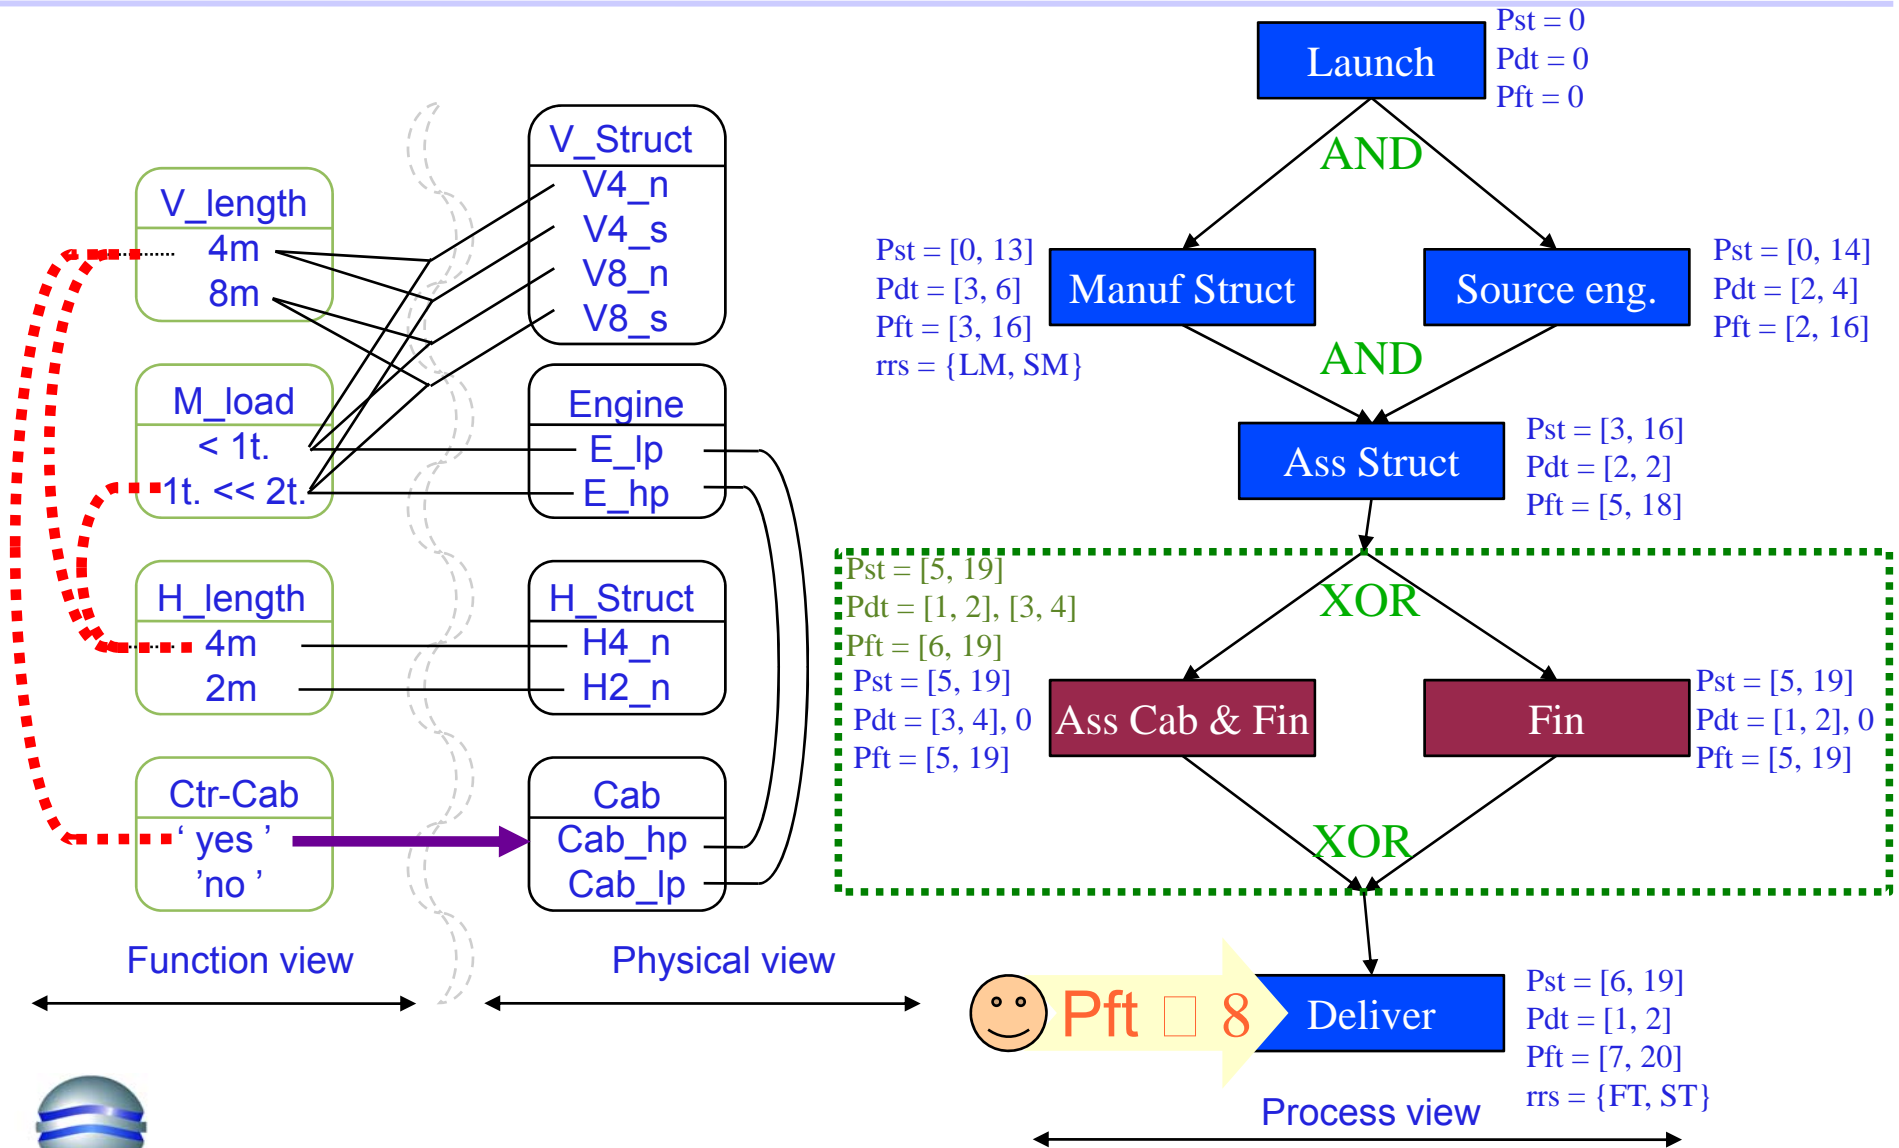 V_length
4m
8m
M_load
< 1t.
1t. << 2t.
H_length
4m
2m
Ctr-Cab
‘ yes ’
’no ’
Function view
V_Struct
V4_n
V4_s
V8_n
V8_s
Engine
E_lp
E_hp
H_Struct
H4_n
H2_n
Cab
Cab_hp
Cab_lp
Physical view
Launch
Pst = 0
Pdt = 0
Pft = 0
AND
Pst = [0, 13]
Pdt = [3, 6]
Pft = [3, 16]
rrs = {LM, SM}
Manuf Struct
Source eng.
Pst = [0, 14]
Pdt = [2, 4]
Pft = [2, 16]
AND
Ass Struct
Pst = [3, 16]
Pdt = [2, 2]
Pft = [5, 18]
Pst = [5, 19]
Pdt = [1, 2], [3, 4]
Pft = [6, 19]
XOR
Pst = [5, 19]
Pdt = [3, 4], 0
Pft = [5, 19]
Ass Cab & Fin
Fin
Pst = [5, 19]
Pdt = [1, 2], 0
Pft = [5, 19]
XOR
Pft □ 8
Deliver
Pst = [6, 19]
Pdt = [1, 2]
Pft = [7, 20]
rrs = {FT, ST}
Process view